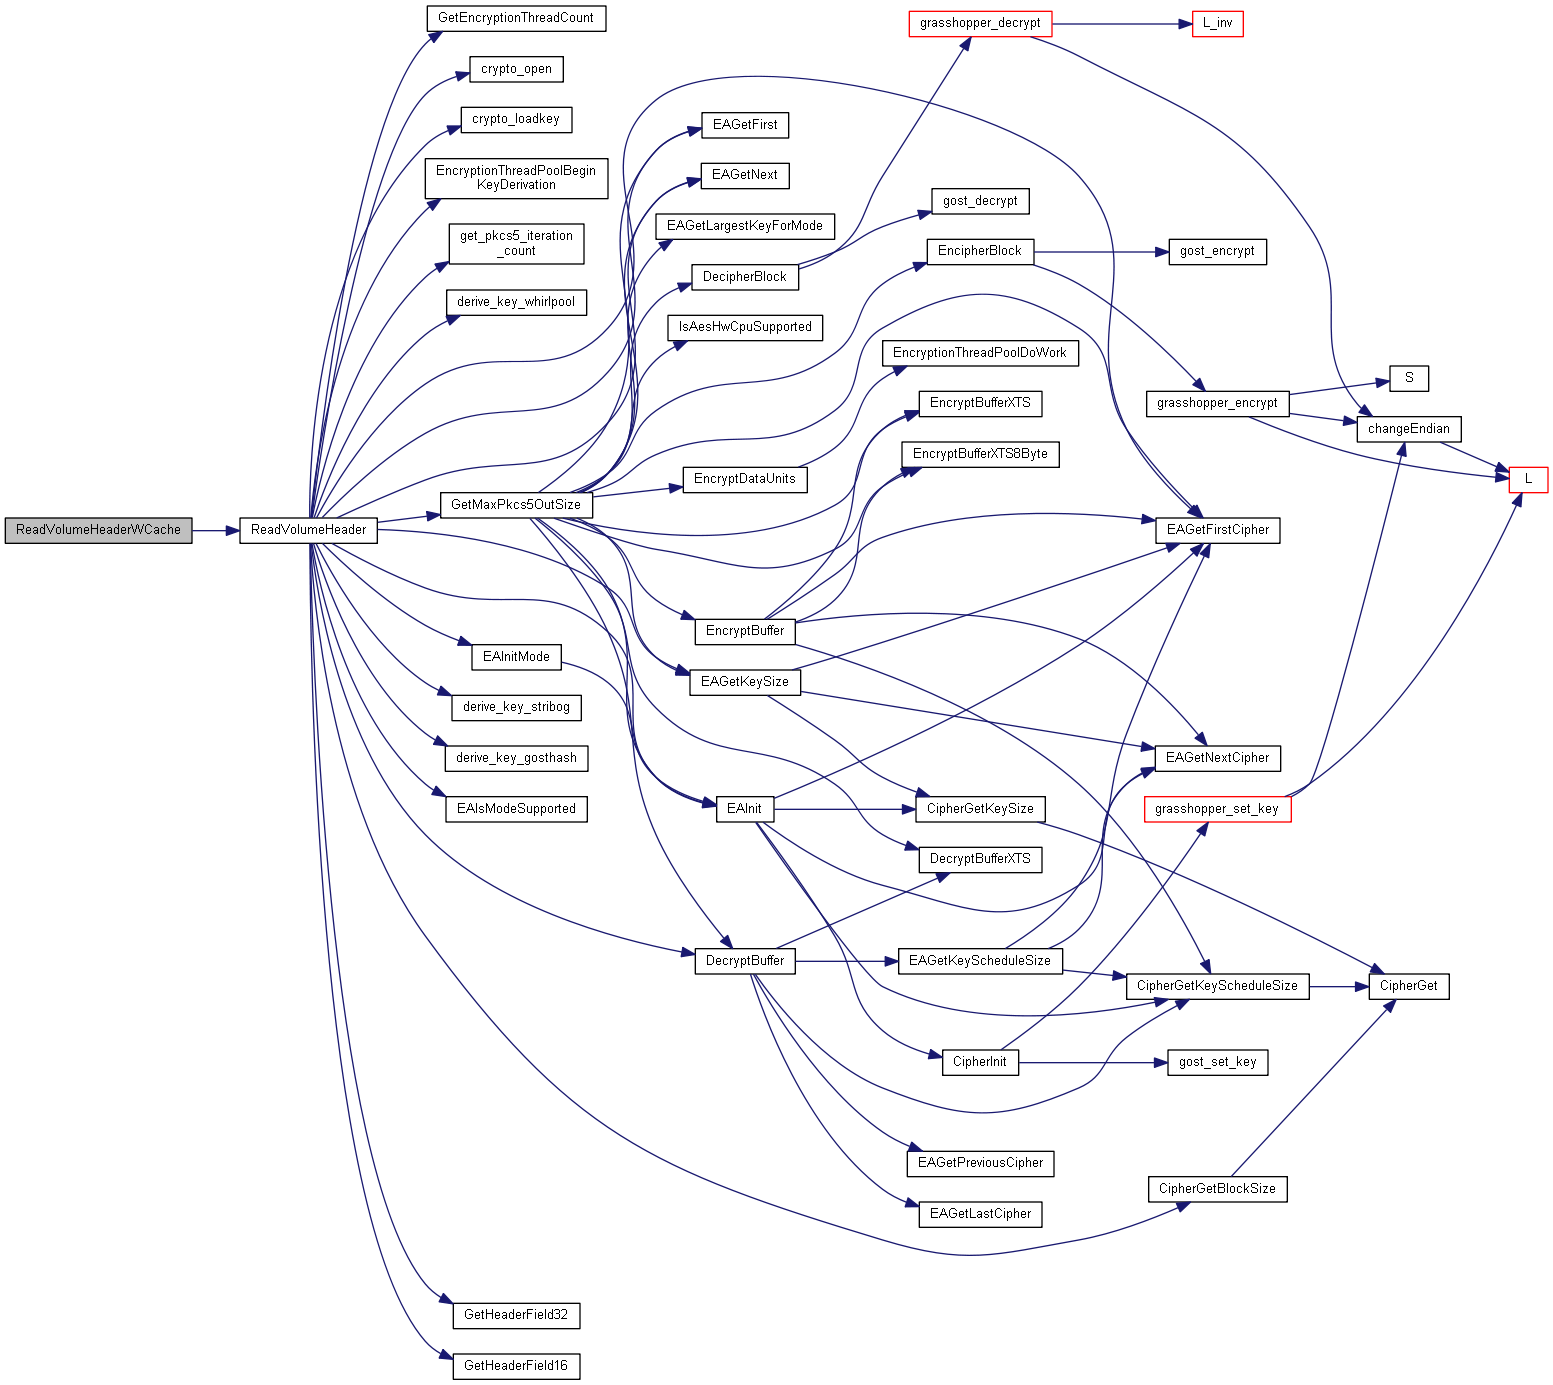 GetEncryptionThreadCount
grasshopper_decrypt
L_inv
crypto_open
crypto_loadkey
EAGetFirst
EncryptionThreadPoolBegin
KeyDerivation
EAGetNext
gost_decrypt
get_pkcs5_iteration
_count
EAGetLargestKeyForMode
EncipherBlock
gost_encrypt
DecipherBlock
derive_key_whirlpool
IsAesHwCpuSupported
EncryptionThreadPoolDoWork
S
EncryptBufferXTS
grasshopper_encrypt
changeEndian
EncryptBufferXTS8Byte
EncryptDataUnits
L
GetMaxPkcs5OutSize
ReadVolumeHeaderWCache
ReadVolumeHeader
EAGetFirstCipher
EncryptBuffer
EAInitMode
EAGetKeySize
derive_key_stribog
derive_key_gosthash
EAGetNextCipher
EAIsModeSupported
EAInit
CipherGetKeySize
grasshopper_set_key
DecryptBufferXTS
DecryptBuffer
EAGetKeyScheduleSize
CipherGetKeyScheduleSize
CipherGet
CipherInit
gost_set_key
EAGetPreviousCipher
CipherGetBlockSize
EAGetLastCipher
GetHeaderField32
GetHeaderField16